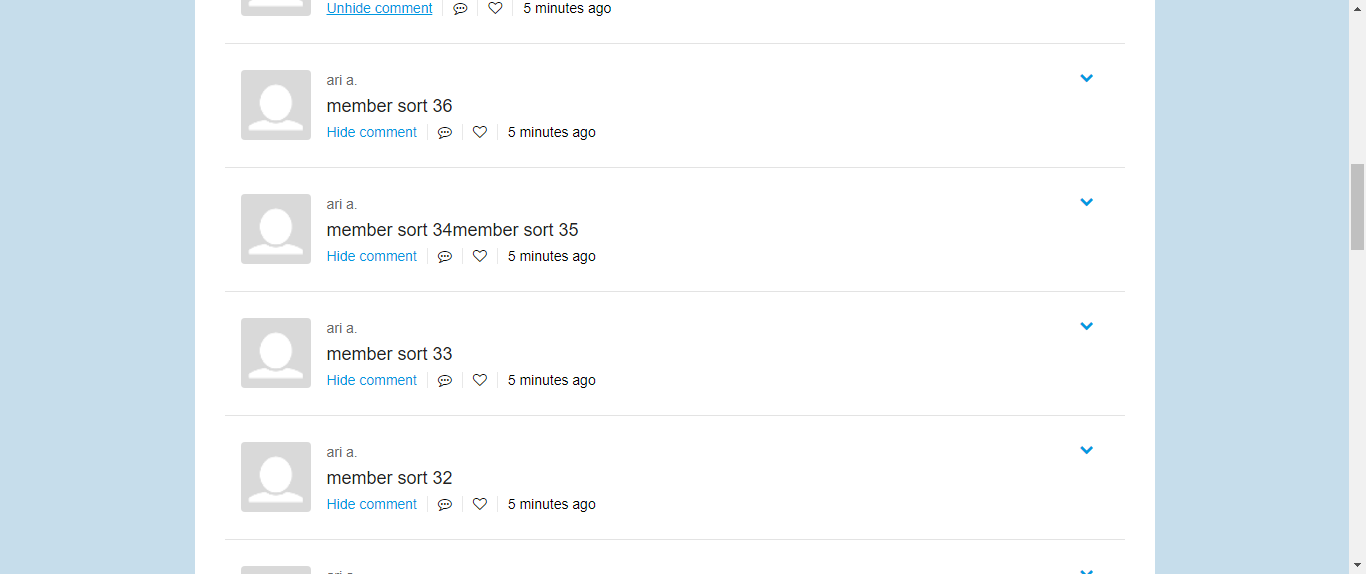 Unhide comment 5 minutes ago
ari a.
member sort 36
Hide comment 5 minutes ago
ari a.
member sort 34member sort 35
Hide comment 5 minutes ago
ari a.
member sort 33
Hide comment 5 minutes ago
ari a.
member sort 32
Hide comment 5 minutes ago